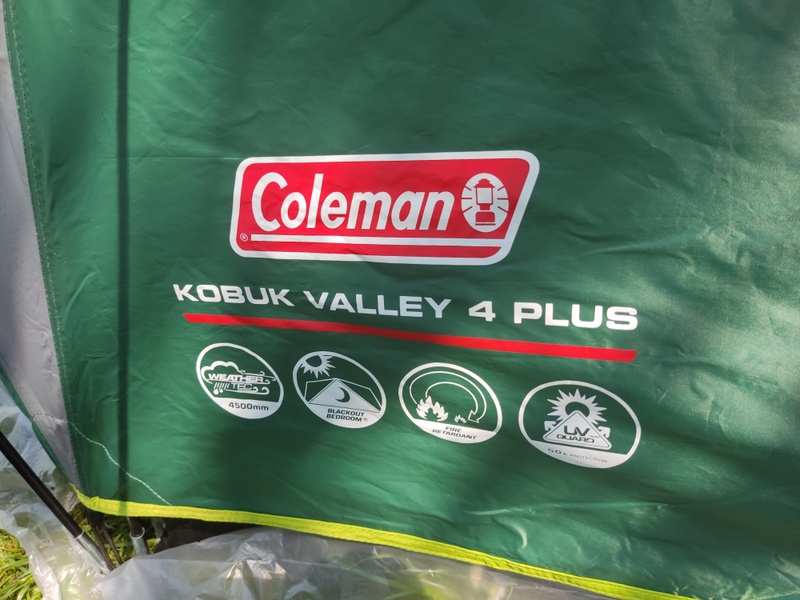 Coleman
®
KOBUK VALLEY 4 PLUS
WEATHER
TEC
4500mm
BLACKOUT
BEDROOM®
FIRE
RETARDANT
UV
GUARD
50+ PROTECTION